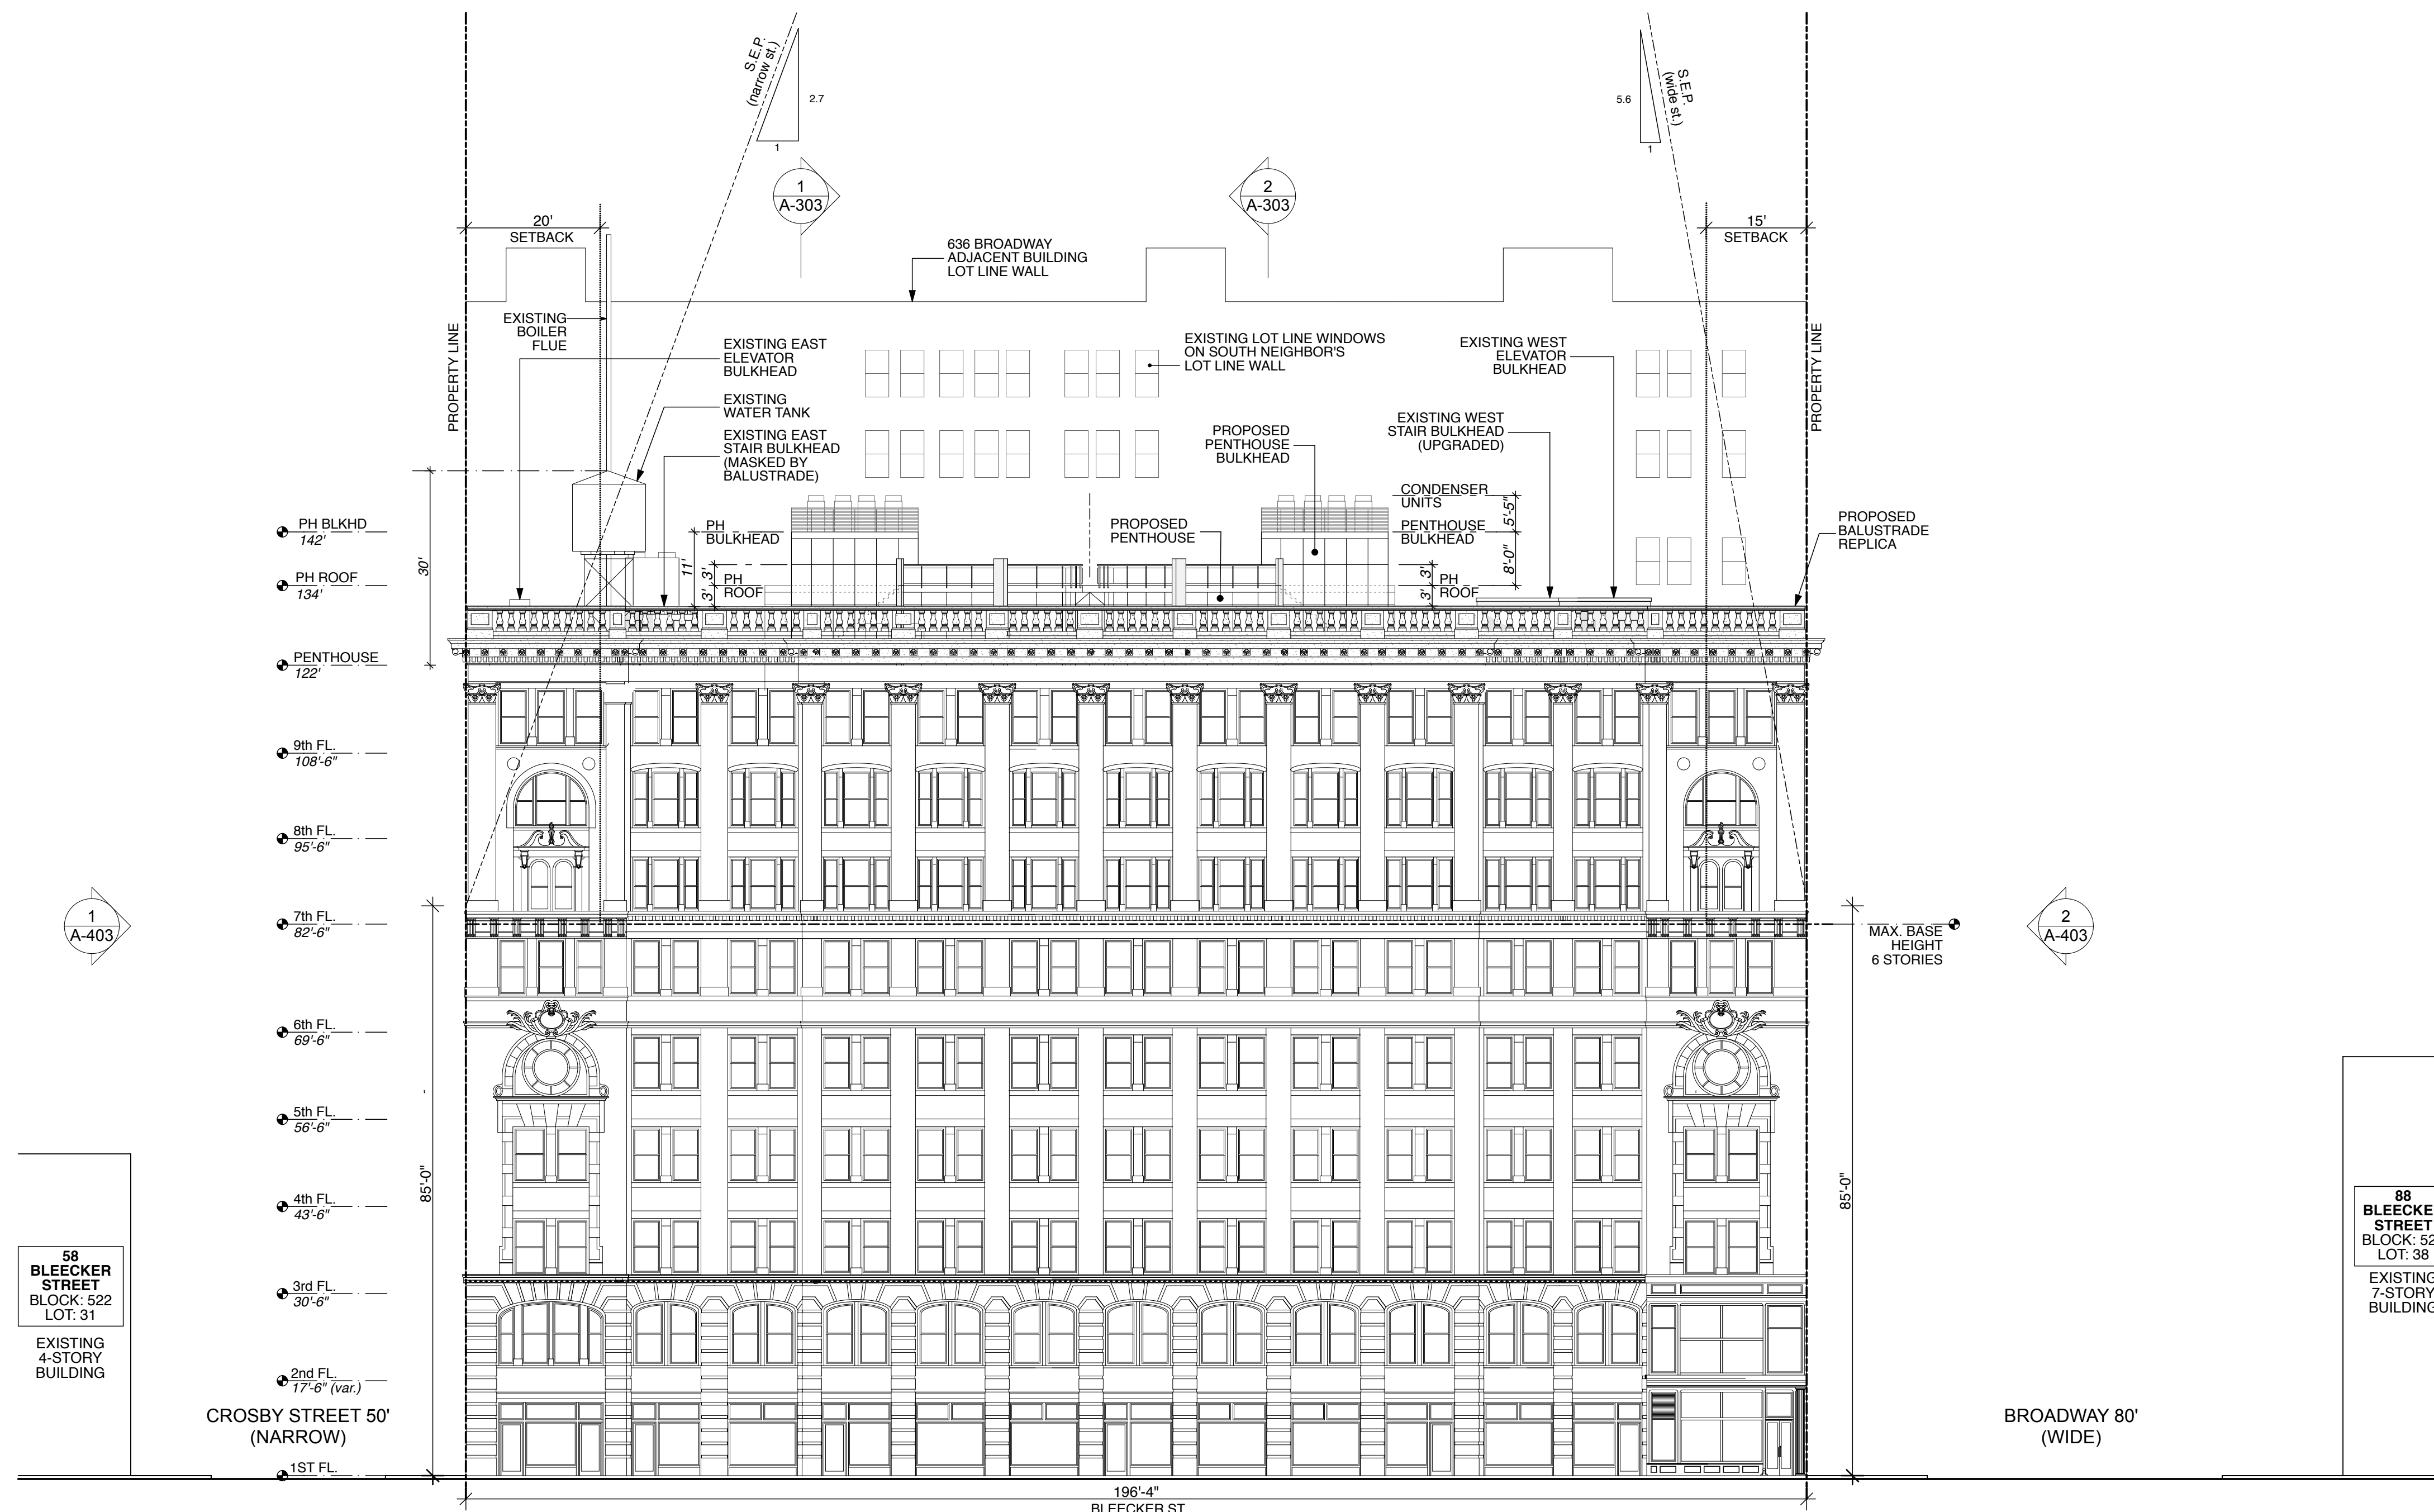 S.E.P.
(narrow st.)
2.7
1
S.E.P.
(wide st.)
5.6
1
1
A-303
2
A-303
20'
SETBACK
15'
SETBACK
636 BROADWAY
ADJACENT BUILDING
LOT LINE WALL
PROPERTY LINE
EXISTING
BOILER
FLUE
EXISTING EAST
ELEVATOR
BULKHEAD
EXISTING
WATER TANK
EXISTING EAST
STAIR BULKHEAD
(MASKED BY
BALUSTRADE)
EXISTING LOT LINE WINDOWS
ON SOUTH NEIGHBOR'S
LOT LINE WALL
EXISTING WEST
ELEVATOR
BULKHEAD
EXISTING WEST
STAIR BULKHEAD
(UPGRADED)
PROPERTY LINE
PROPOSED
PENTHOUSE
BULKHEAD
CONDENSER
UNITS
5'-5"
PENTHOUSE
BULKHEAD
8'-0"
PH
BULKHEAD
11'
3'
3'
PH
ROOF
PROPOSED
PENTHOUSE
3'
3'
PH
ROOF
PROPOSED
BALUSTRADE
REPLICA
30'
PH BLKHD
142'
PH ROOF
134'
PENTHOUSE
122'
9th FL.
108'-6"
8th FL.
95'-6"
7th FL.
82'-6"
6th FL.
69'-6"
5th FL.
56'-6"
4th FL.
43'-6"
3rd FL.
30'-6"
2nd FL.
17'-6" (var.)
1ST FL.
1
A-403
2
A-403
MAX. BASE
HEIGHT
6 STORIES
85'-0"
85'-0"
58
BLEECKER
STREET
BLOCK: 522
LOT: 31
EXISTING
4-STORY
BUILDING
88
STREET
LOT: 38
7-STORY
CROSBY STREET 50'
(NARROW)
BROADWAY 80'
(WIDE)
196'-4"
BLEECKER ST